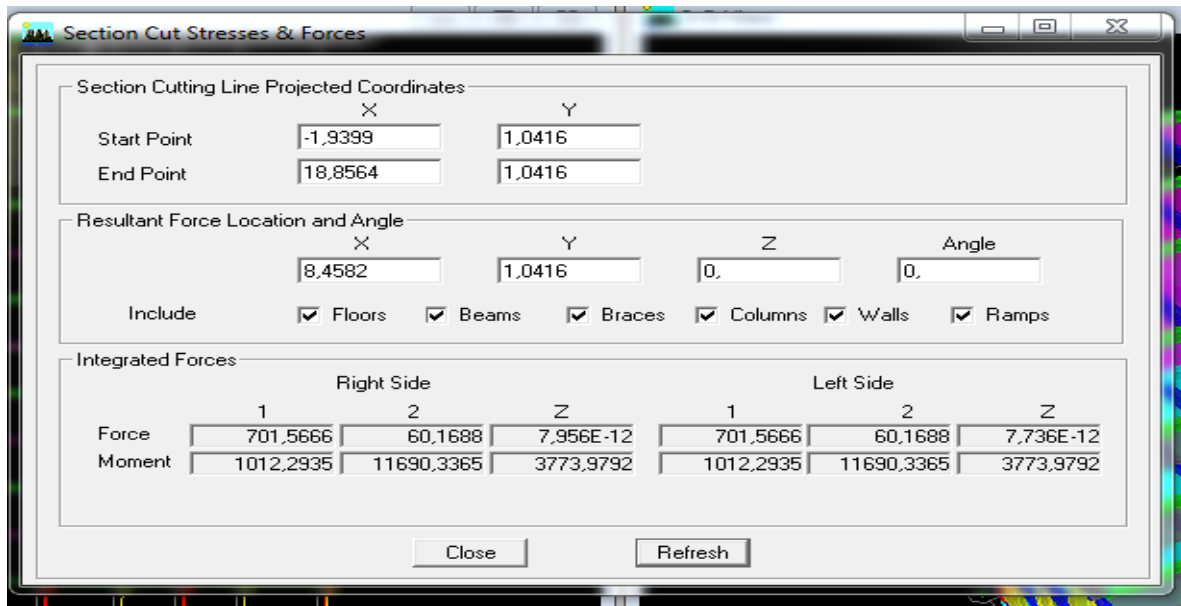 Section Cut Stresses & Forces
Section Cutting Line Projected Coordinates
X Y
Start Point -1,9399 1,0416
End Point 18,8564 1,0416
Resultant Force Location and Angle
X Y Z Angle
8,4582 1,0416 0, 0,
Include Floors Beams Braces Columns Walls Ramps
Integrated Forces
Right Side Left Side
1 2 Z 1 2 Z
Force 701,5666 60,1688 7,956E-12 701,5666 60,1688 7,736E-12
Moment 1012,2935 11690,3365 3773,9792 1012,2935 11690,3365 3773,9792
Close Refresh